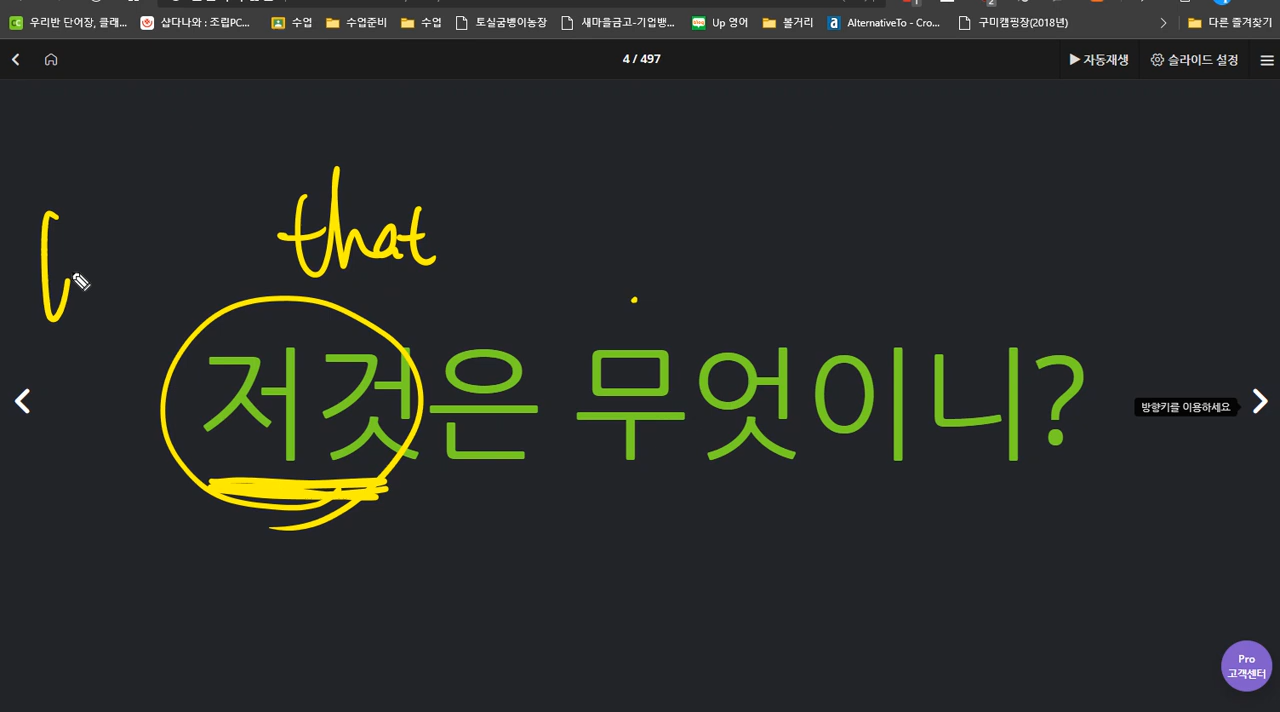 우리반 단어장, 클래... 샵다나와 : 조립PC... 수업 수업준비 수업 토실굼뱅이농장 새마을금고-기업뱅... Up 영어 볼거리 AlternativeTo - Cro... 구미캠핑장(2018년) 다른 즐겨찾기
4 / 497 자동재생 슬라이드 설정
that
저것은 무엇이니?
방향키를 이용하세요
Pro
고객센터